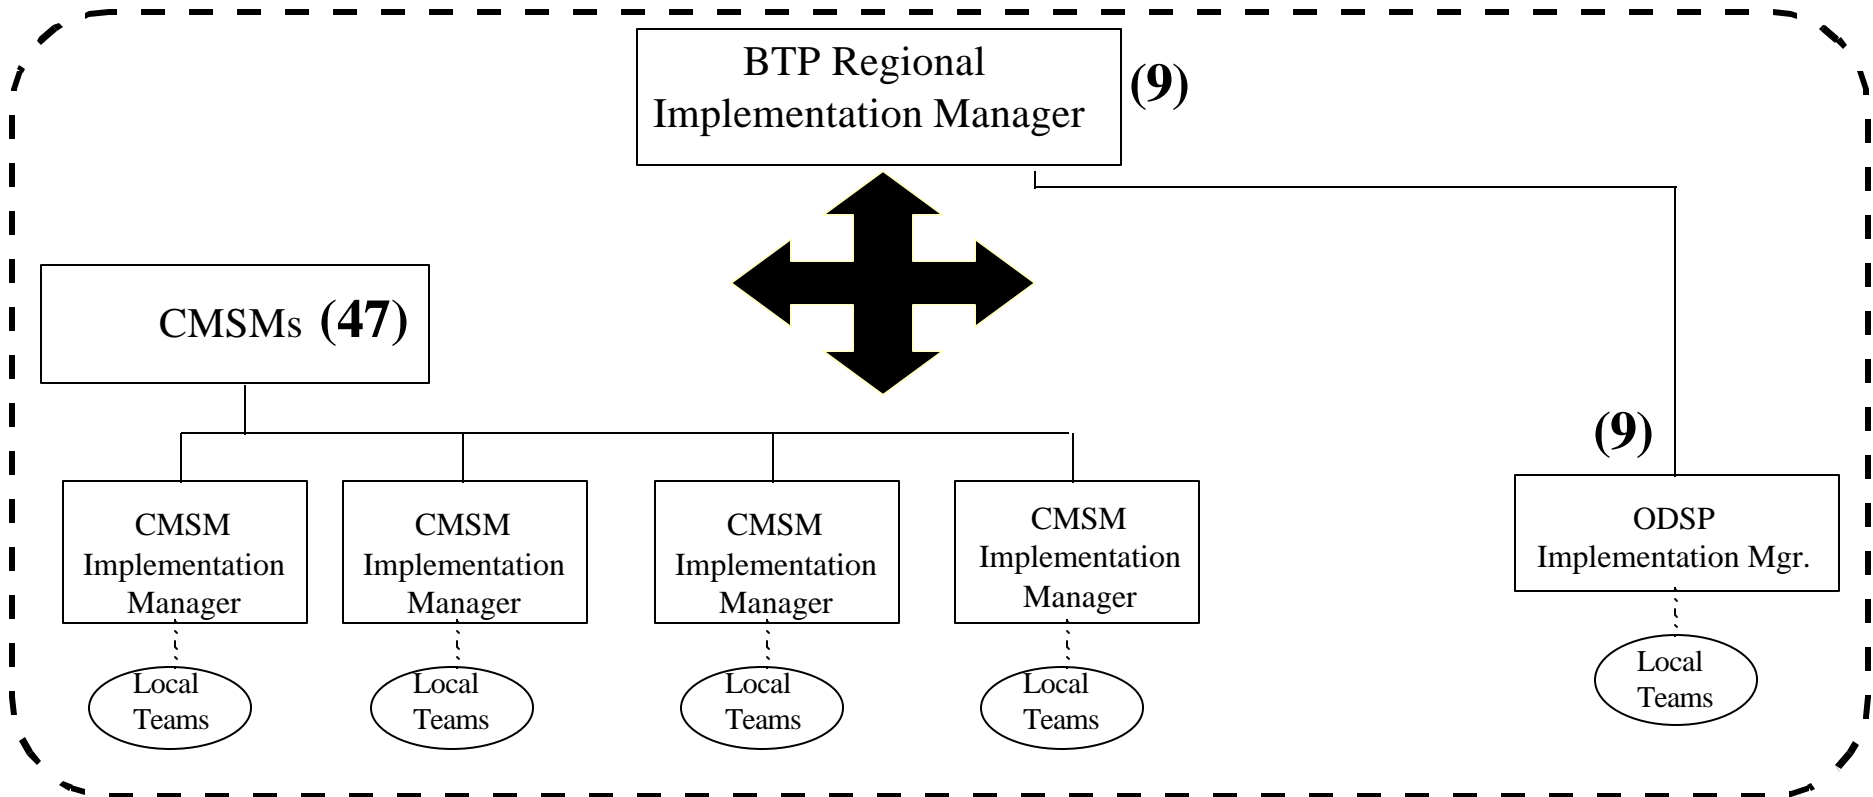 BTP Regional
Implementation Manager
(9)
CMSMs (47)
(9)
CMSM
Implementation
Manager
CMSM
Implementation
Manager
CMSM
Implementation
Manager
CMSM
Implementation
Manager
ODSP
Implementation Mgr.
Local
Teams
Local
Teams
Local
Teams
Local
Teams
Local
Teams